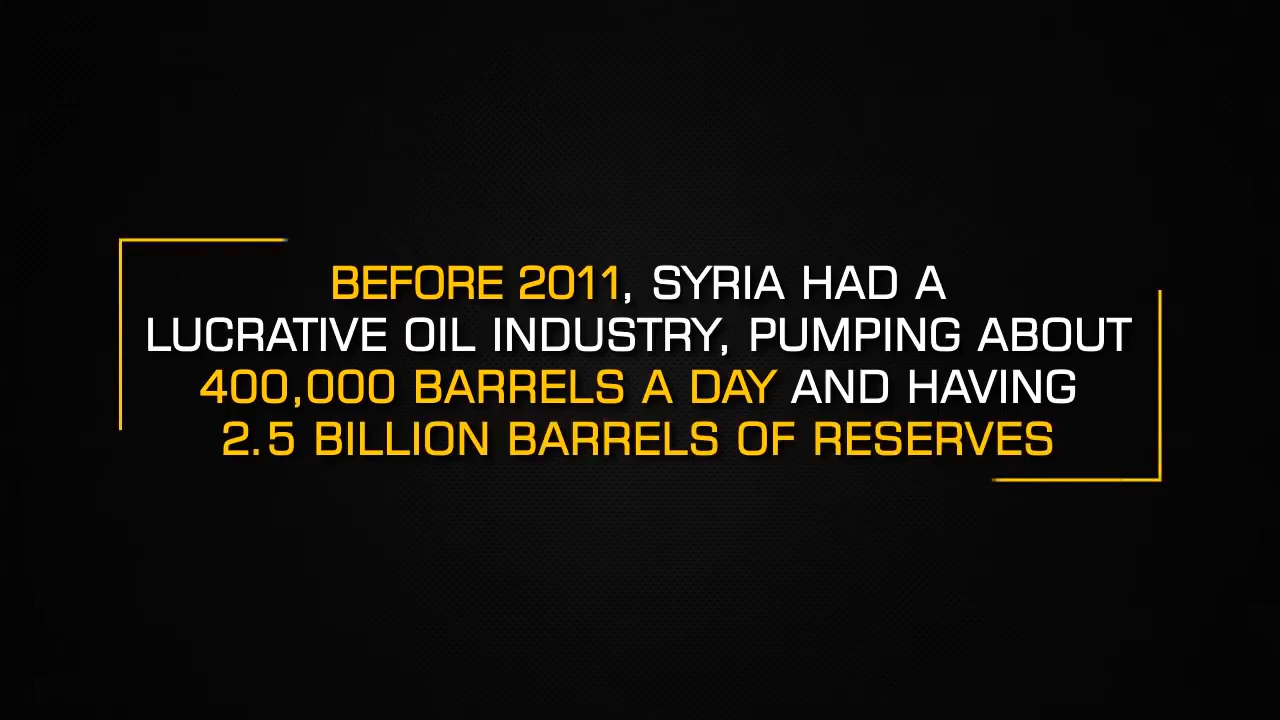 BEFORE 2011, SYRIA HAD A
LUCRATIVE OIL INDUSTRY, PUMPING ABOUT
400,000 BARRELS A DAY AND HAVING
2.5 BILLION BARRELS OF RESERVES